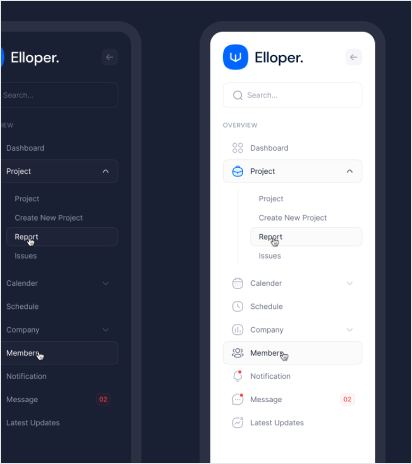 Elloper.
Search...
EW
Dashboard
Project
Project
Create New Project
Report
Issues
Calender
Schedule
Company
Members
Notification
Message 02
Latest Updates
Elloper.
Search...
OVERVIEW
Dashboard
Project
Project
Create New Project
Report
Issues
Calender
Schedule
Company
Members
Notification
Message 02
Latest Updates